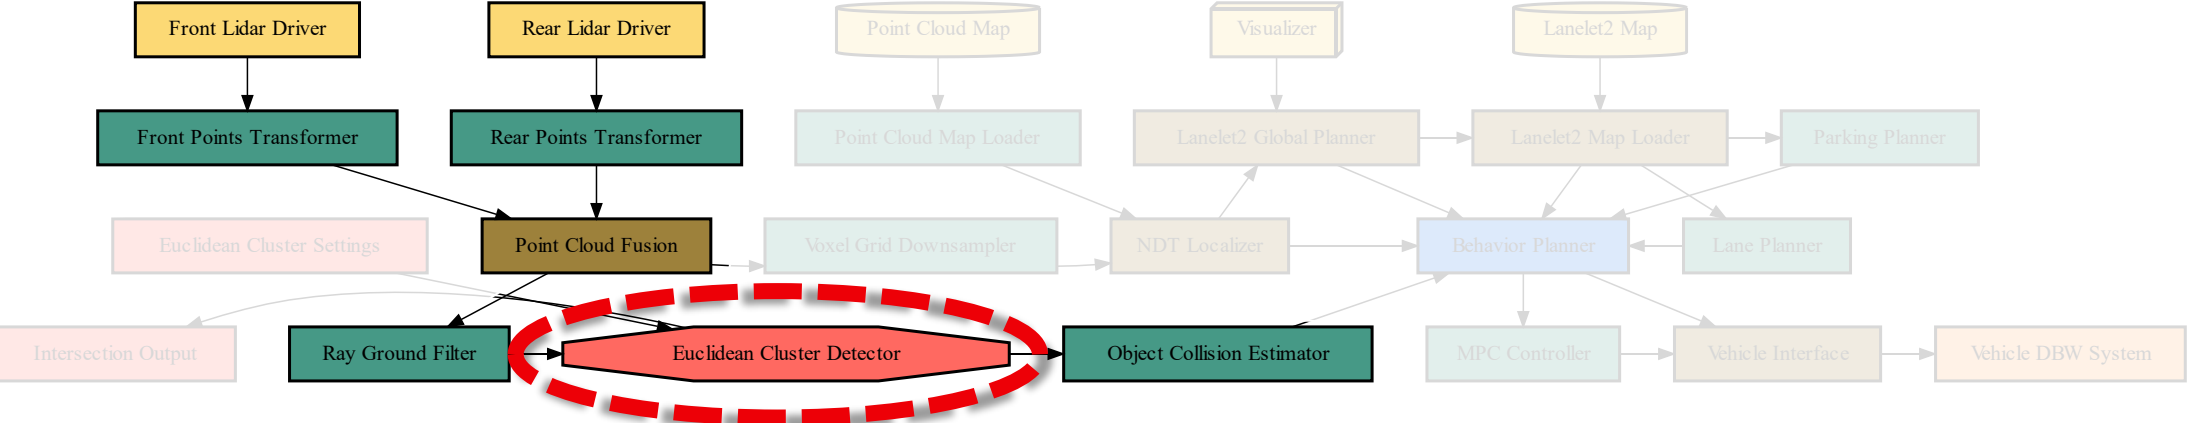 Front Lidar Driver
Rear Lidar Driver
Point Cloud Map
Visualizer
Lanelet2 Map
Front Points Transformer
Rear Points Transformer
Point Cloud Map Loader
Lanelet2 Global Planner
Lanelet2 Map Loader
Parking Planner
Euclidean Cluster Settings
Point Cloud Fusion
Voxel Grid Downsampler
NDT Localizer
Behavior Planner
Lane Planner
Intersection Output
Ray Ground Filter
Euclidean Cluster Detector
Object Collision Estimator
MPC Controller
Vehicle Interface
Vehicle DBW System